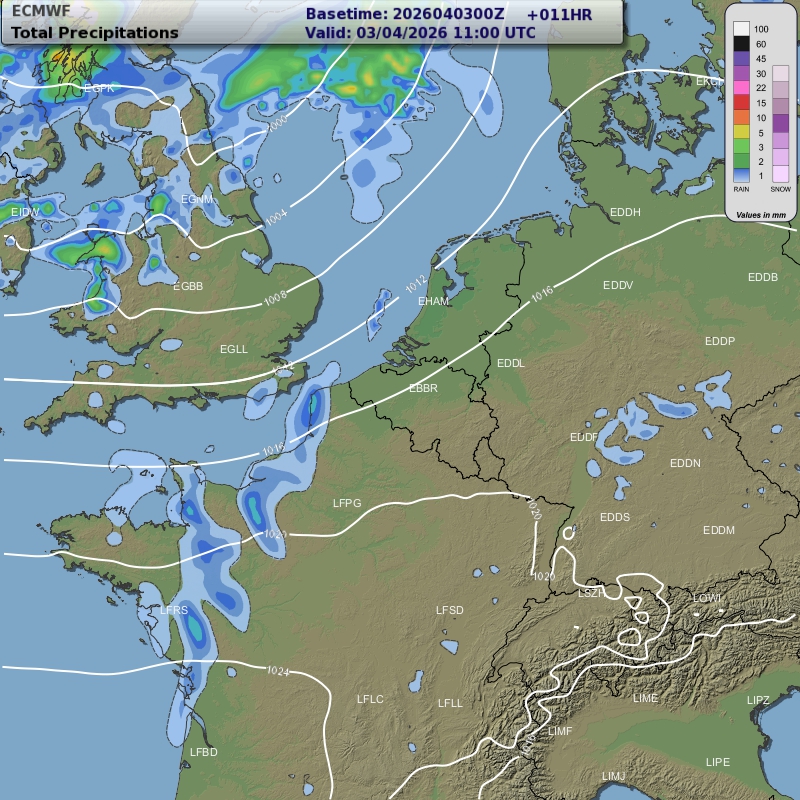 ECMWF
Basetime: 2026040300Z +011HR
Total Precipitations
Valid: 03/04/2026 11:00 UTC
100
60
45
30
22
15
10
5
3
2
1
RAIN SNOW
Values in mm
EGPK
1000
EIDW
EGNM
1004
EDDH
EGBB
1008
1012
EHAM
1016
EDDV
EDDB
EGLL
EDDP
EDDL
EBBR
1016
EDDF
EDDN
LFPG
1020
1020
EDDS
EDDM
1020
LSZH
LOWI
LFRS
LFSD
1024
LFLC
LFLL
LIME
LIPZ
LIMF
LFBD
LIPE
LIMJ